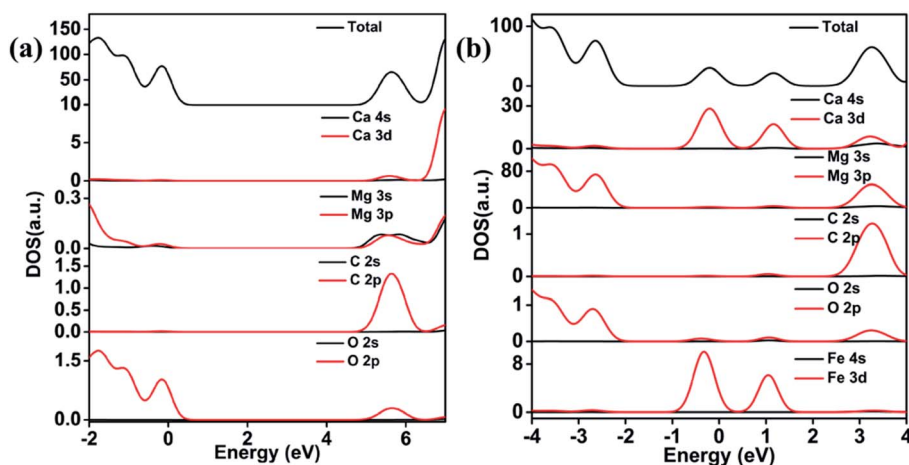 (a)
DOS(a.u.)
150
100
50
10
Total
5
0
Ca 4s
Ca 3d
0.3
0.0
Mg 3s
Mg 3p
1.5
1.0
0.5
0.0
C 2s
C 2p
1.5
0.0
O 2s
O 2p
-2 0 2 4 6
Energy (eV)
(b)
DOS(a.u.)
100
0
Total
30
0
Ca 4s
Ca 3d
80
0
Mg 3s
Mg 3p
1
0
C 2s
C 2p
1
0
O 2s
O 2p
8
0
Fe 4s
Fe 3d
-4 -3 -2 -1 0 1 2 3 4
Energy (eV)